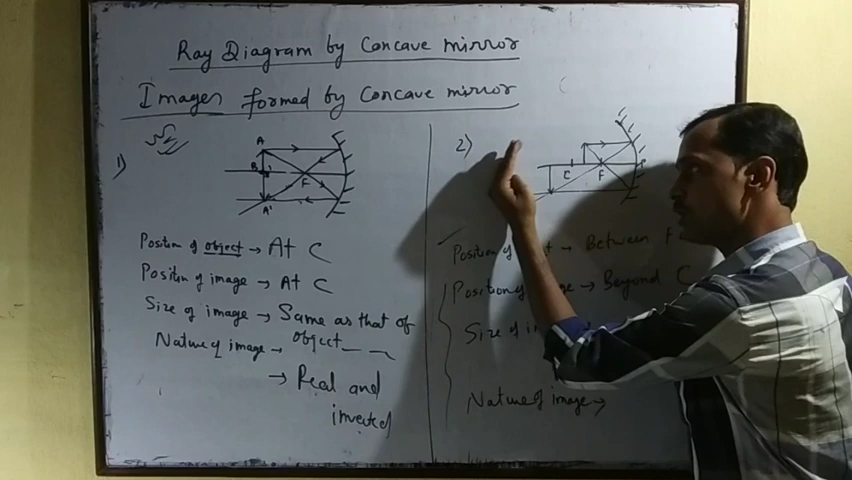 Ray Diagram by Concave mirror
Images formed by Concave mirror
1)
A
B
F
A'
Position of object → At C
Position of image → At C
Size of image → Same as that of
object
Nature of image
→ Real and
inverted
2)
C
F
P
Position of → Between F
Position of → Beyond C
Size of
Nature of image →